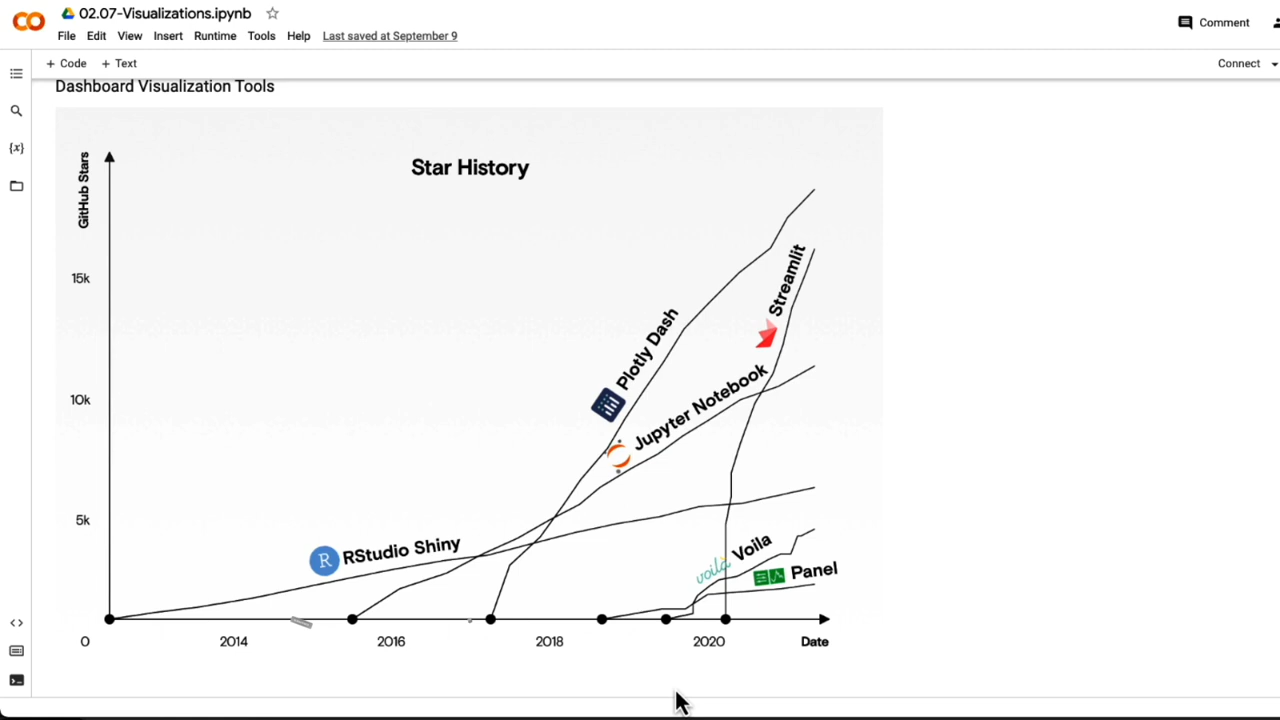 02.07-Visualizations.ipynb
Comment
File Edit View Insert Runtime Tools Help Last saved at September 9
+ Code + Text
Connect
Dashboard Visualization Tools
Star History
GitHub Stars
15k
Streamlit
Plotly Dash
10k
Jupyter Notebook
5k
R RStudio Shiny
voilà Voila
Panel
0 2014 2016 2018 2020 Date
{x}
<>